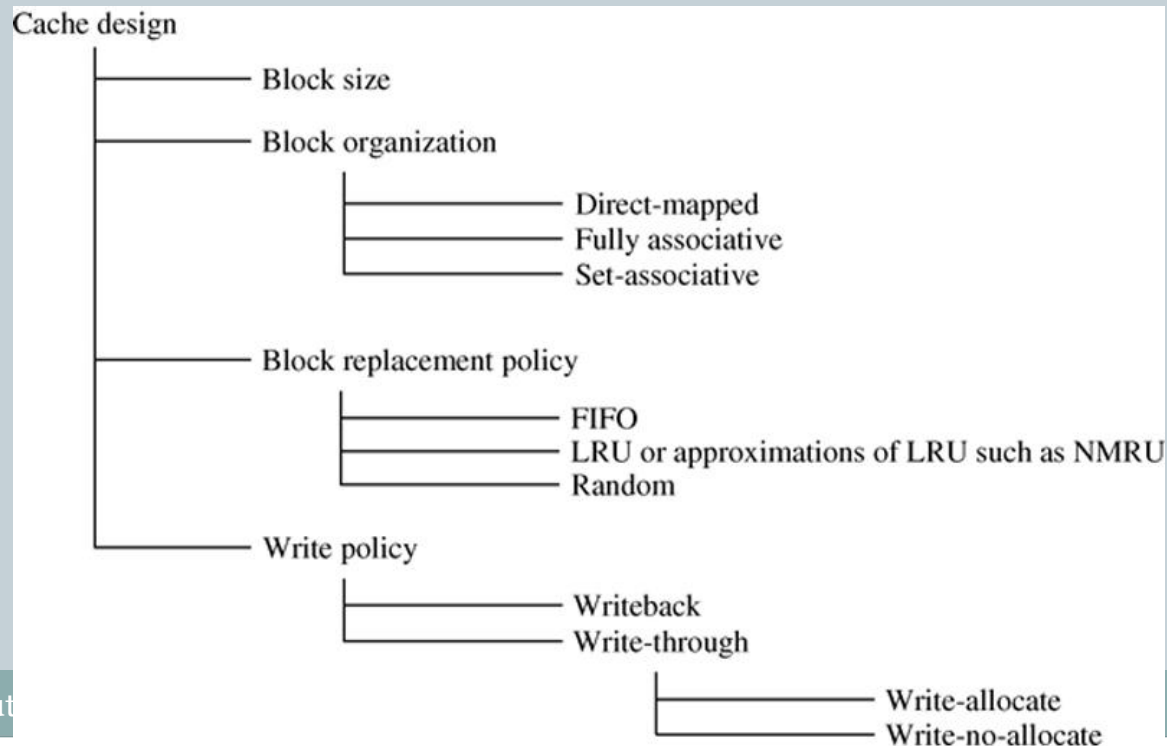 Cache design
Block size
Block organization
Direct-mapped
Fully associative
Set-associative
Block replacement policy
FIFO
LRU or approximations of LRU such as NMRU
Random
Write policy
Writeback
Write-through
Write-allocate
Write-no-allocate